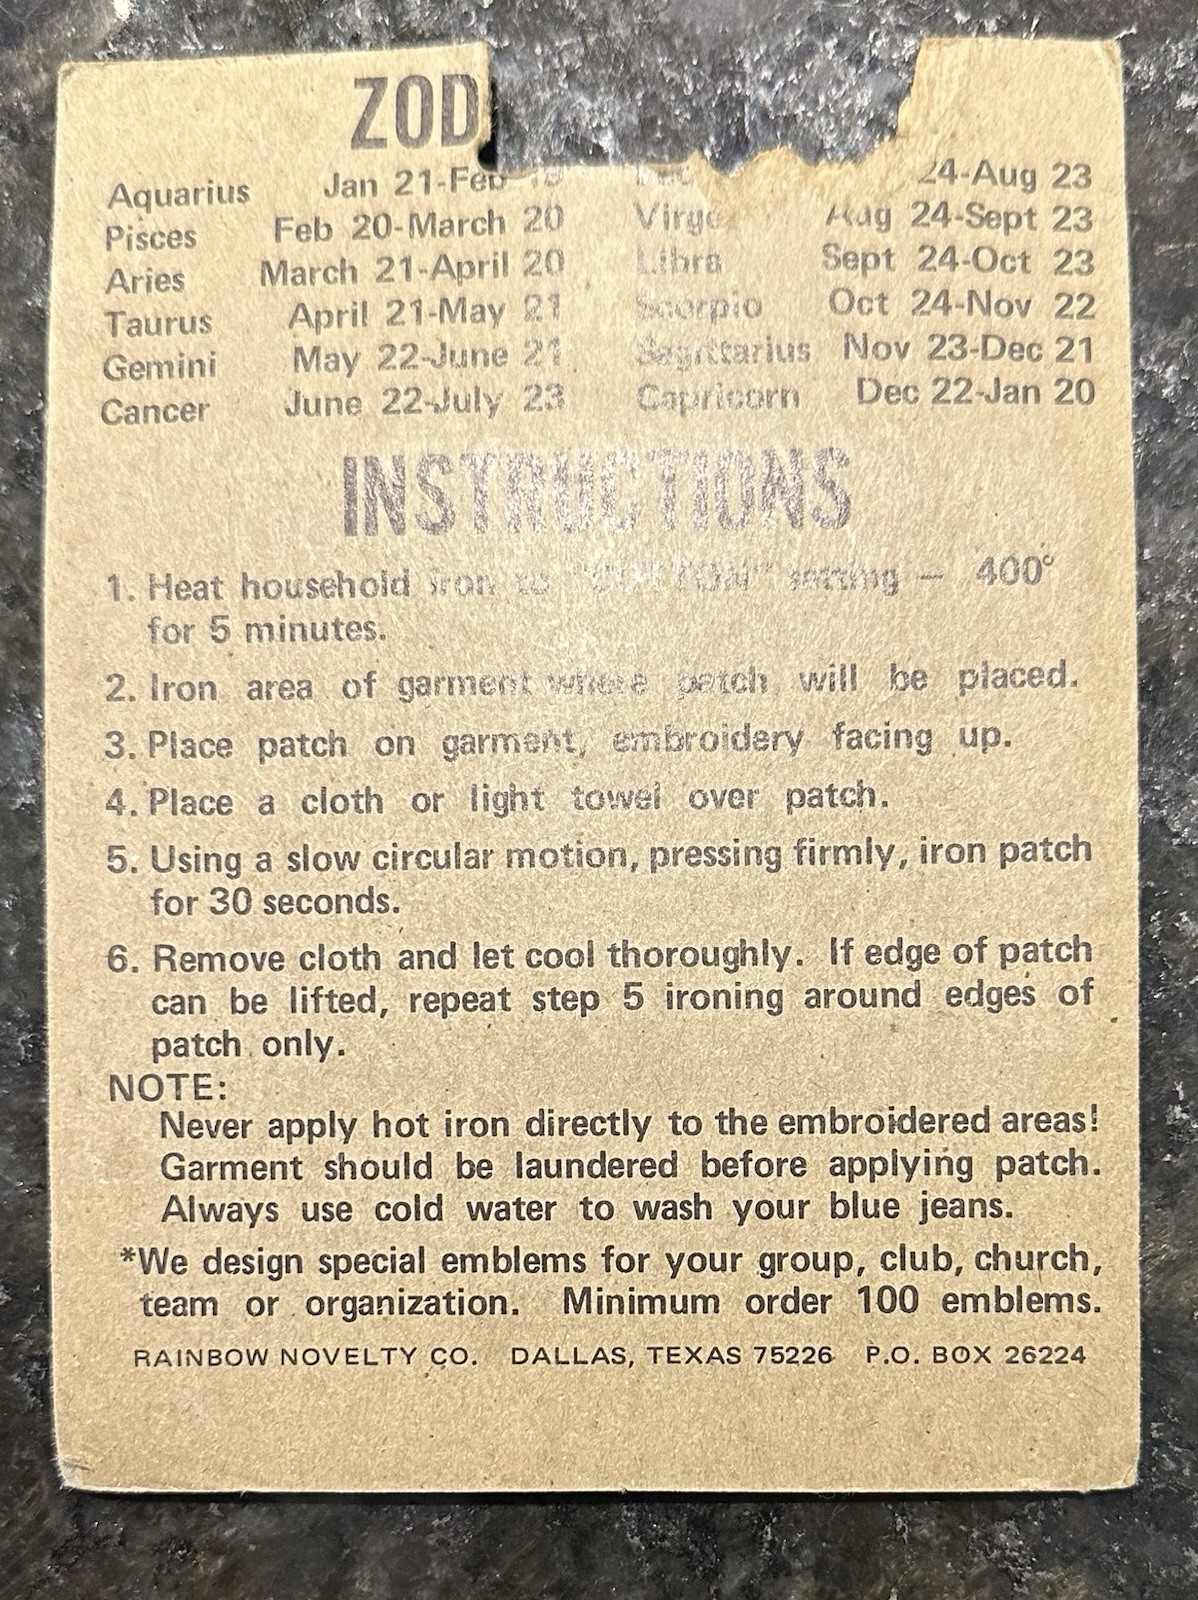 ZOD
Aquarius Jan 21-Feb 19 24-Aug 23
Pisces Feb 20-March 20 Virgo Aug 24-Sept 23
Aries March 21-April 20 Libra Sept 24-Oct 23
Taurus April 21-May 21 Scorpio Oct 24-Nov 22
Gemini May 22-June 21 Sagittarius Nov 23-Dec 21
Cancer June 22-July 23 Capricorn Dec 22-Jan 20
INSTRUCTIONS
1. Heat household iron to "COTTON" setting – 400°
for 5 minutes.
2. Iron area of garment where patch will be placed.
3. Place patch on garment, embroidery facing up.
4. Place a cloth or light towel over patch.
5. Using a slow circular motion, pressing firmly, iron patch
for 30 seconds.
6. Remove cloth and let cool thoroughly. If edge of patch
can be lifted, repeat step 5 ironing around edges of
patch only.
NOTE:
Never apply hot iron directly to the embroidered areas!
Garment should be laundered before applying patch.
Always use cold water to wash your blue jeans.
*We design special emblems for your group, club, church,
team or organization. Minimum order 100 emblems.
RAINBOW NOVELTY CO. DALLAS, TEXAS 75226 P.O. BOX 26224